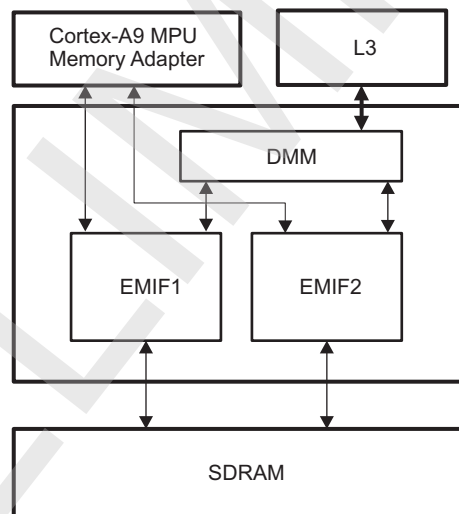 Cortex-A9 MPU
Memory Adapter
L3
DMM
EMIF1
EMIF2
SDRAM